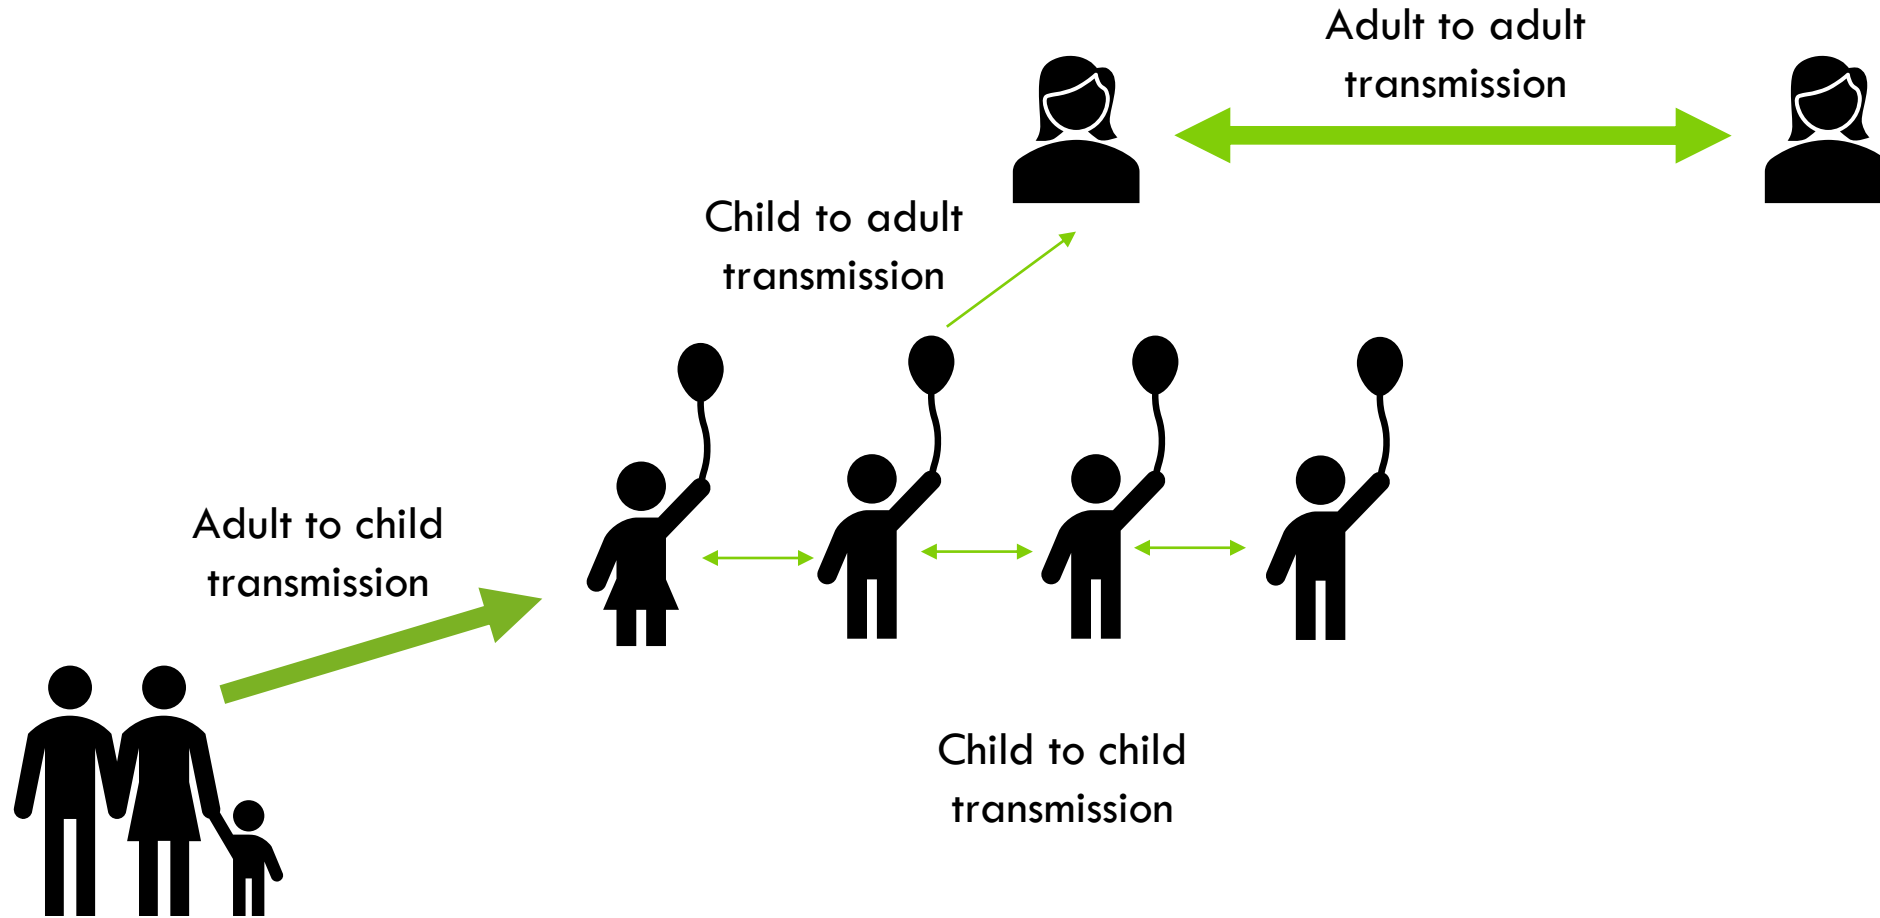 Adult to adult
transmission
Child to adult
transmission
Adult to child
transmission
Child to child
transmission